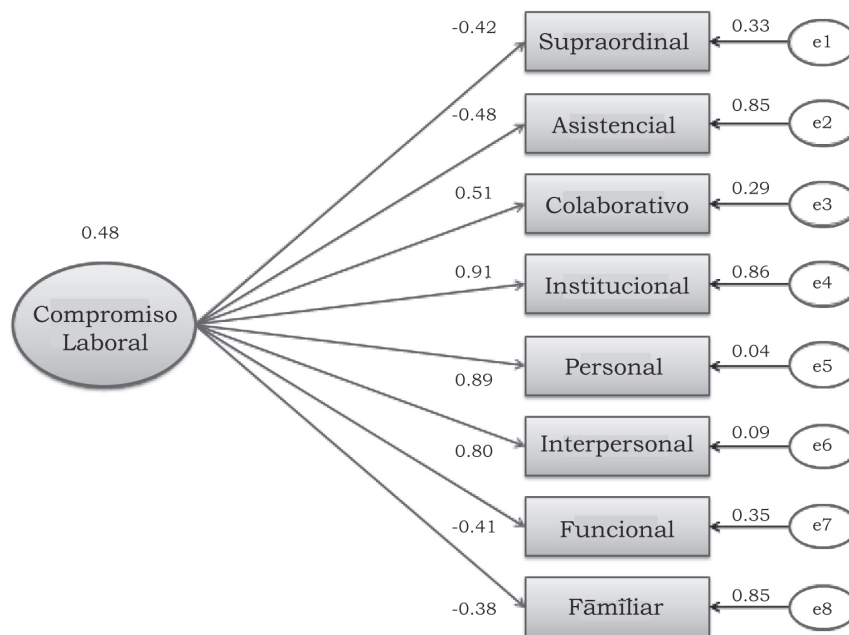 -0.42
Supraordinal
0.33
e1
-0.48
Asistencial
0.85
e2
0.51
Colaborativo
0.29
e3
0.48
0.91
Institucional
0.86
e4
Compromiso
Laboral
0.89
Personal
0.04
e5
0.80
Interpersonal
0.09
e6
-0.41
Funcional
0.35
e7
-0.38
Fāmīliar
0.85
e8